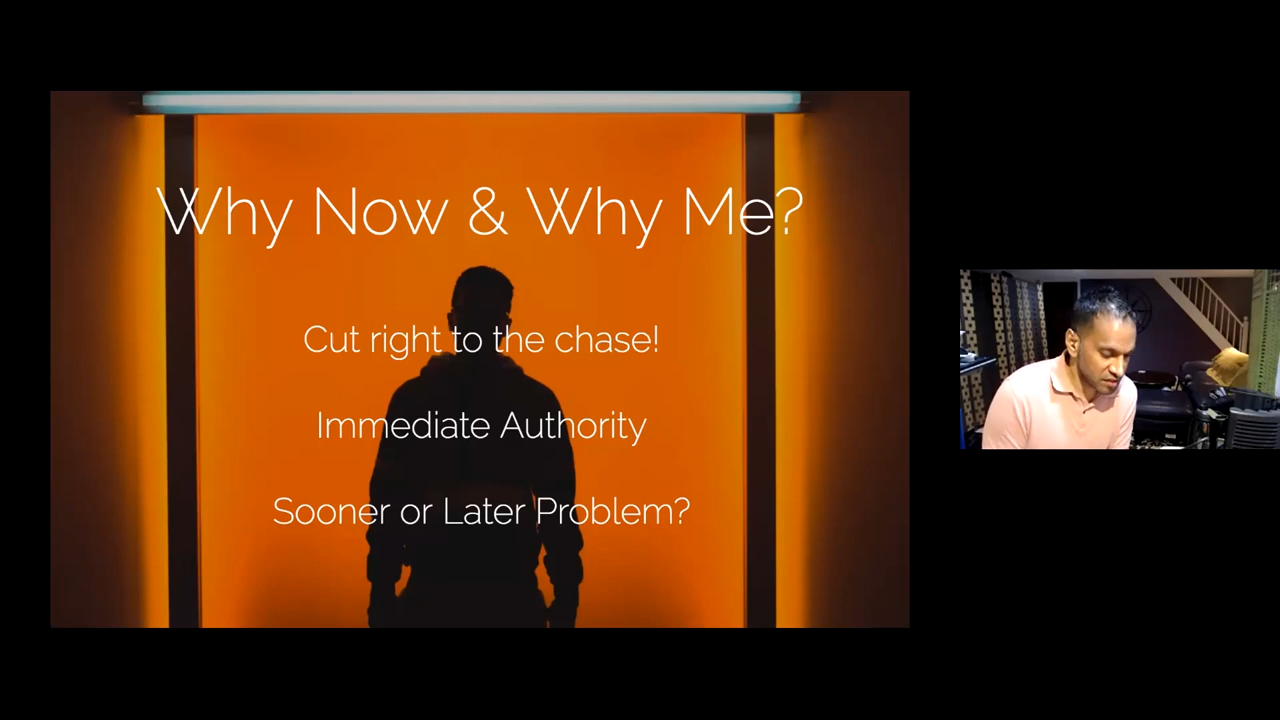 Why Now & Why Me?
Cut right to the chase!
Immediate Authority
Sooner or Later Problem?